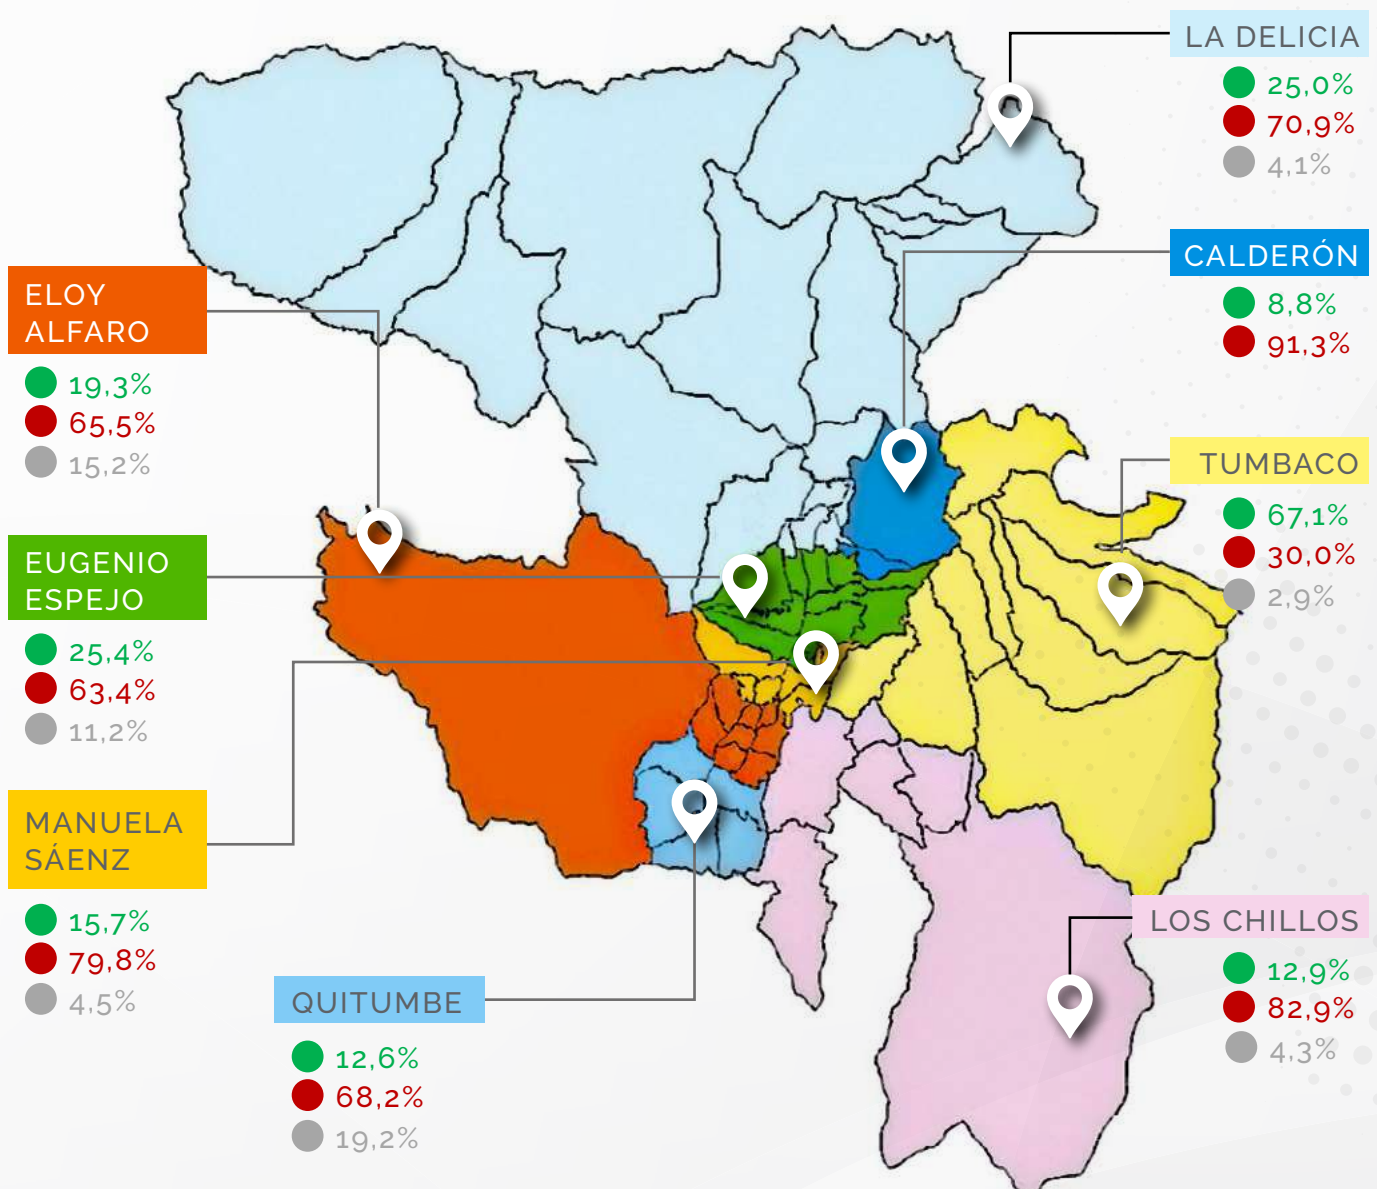 LA DELICIA
25,0%
70,9%
4,1%
CALDERÓN
8,8%
91,3%
ELOY
ALFARO
19,3%
65,5%
15,2%
TUMBACO
67,1%
30,0%
2,9%
EUGENIO
ESPEJO
25,4%
63,4%
11,2%
MANUELA
SÁENZ
15,7%
79,8%
4,5%
LOS CHILLOS
12,9%
82,9%
4,3%
QUITUMBE
12,6%
68,2%
19,2%